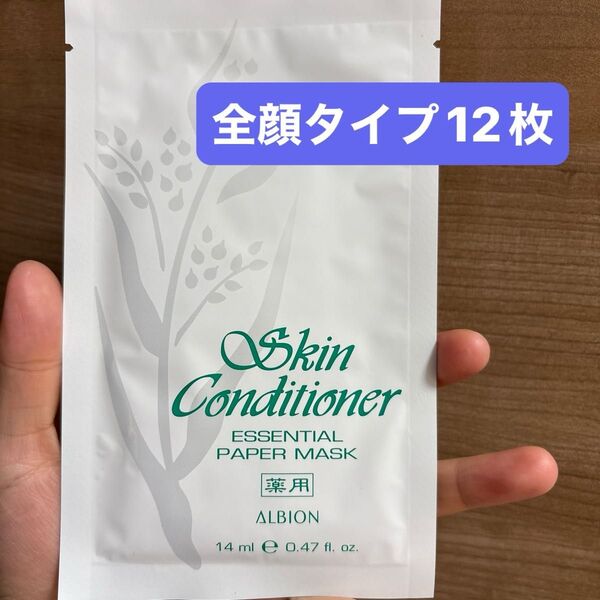 全顔タイプ12枚
Skin
Conditioner
ESSENTIAL
PAPER MASK
薬用
ALBION
14 ml ℮ 0.47 fl. oz.